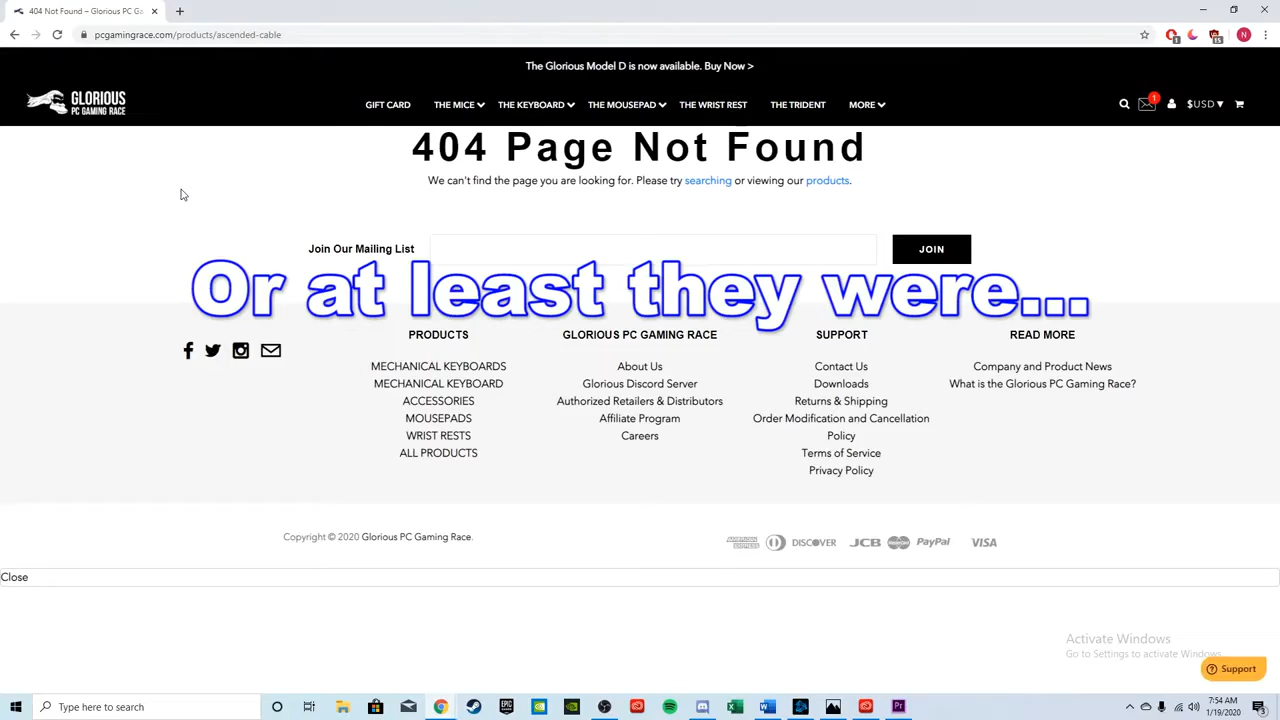 404 Not Found – Glorious PC Ga
pcgamingrace.com/products/ascended-cable
1
15
N
The Glorious Model D is now available. Buy Now >
GLORIOUS
PC GAMING RACE
GIFT CARD THE MICE THE KEYBOARD THE MOUSEPAD THE WRIST REST THE TRIDENT MORE
1
$USD▼
404 Page Not Found
We can't find the page you are looking for. Please try searching or viewing our products.
Join Our Mailing List
JOIN
Or at least they were...
PRODUCTS
MECHANICAL KEYBOARDS
MECHANICAL KEYBOARD
ACCESSORIES
MOUSEPADS
WRIST RESTS
ALL PRODUCTS
GLORIOUS PC GAMING RACE
About Us
Glorious Discord Server
Authorized Retailers & Distributors
Affiliate Program
Careers
SUPPORT
Contact Us
Downloads
Returns & Shipping
Order Modification and Cancellation
Policy
Terms of Service
Privacy Policy
READ MORE
Company and Product News
What is the Glorious PC Gaming Race?
Copyright © 2020 Glorious PC Gaming Race.
AMERICAN EXPRESS DISCOVER JCB PayPal VISA
Close
Activate Windows
Go to Settings to activate Windows.
Support
Type here to search
EPIC
7:54 AM
1/19/2020
3